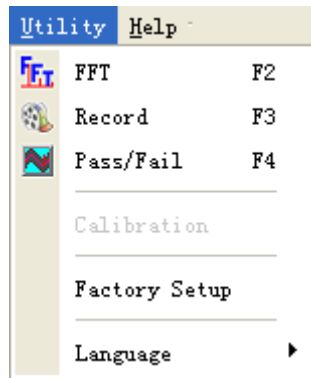 Utility Help
FFT F2
Record F3
Pass/Fail F4
Calibration
Factory Setup
Language